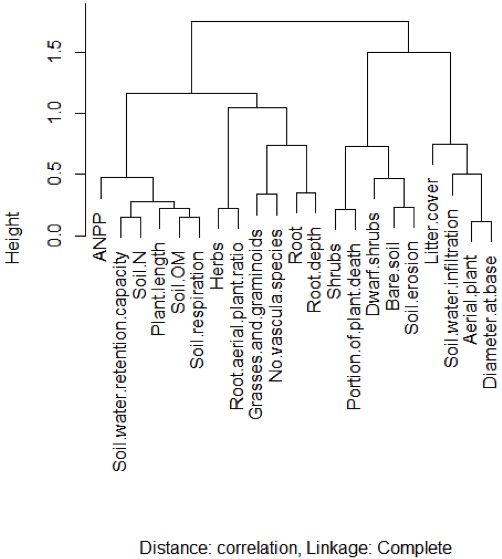 Height
1.5
1.0
0.5
0.0
ANPP
Soil.water.retention.capacity
Soil.N
Plant.length
Soil.OM
Soil.respiration
Herbs
Root.aerial.plant.ratio
Grasses.and.graminoids
No.vascula.species
Root
Root.depth
Shrubs
Portion.of.plant.death
Dwarf.shrubs
Bare.soil
Soil.erosion
Litter.cover
Soil.water.infiltration
Aerial.plant
Diameter.at.base
Distance: correlation, Linkage: Complete